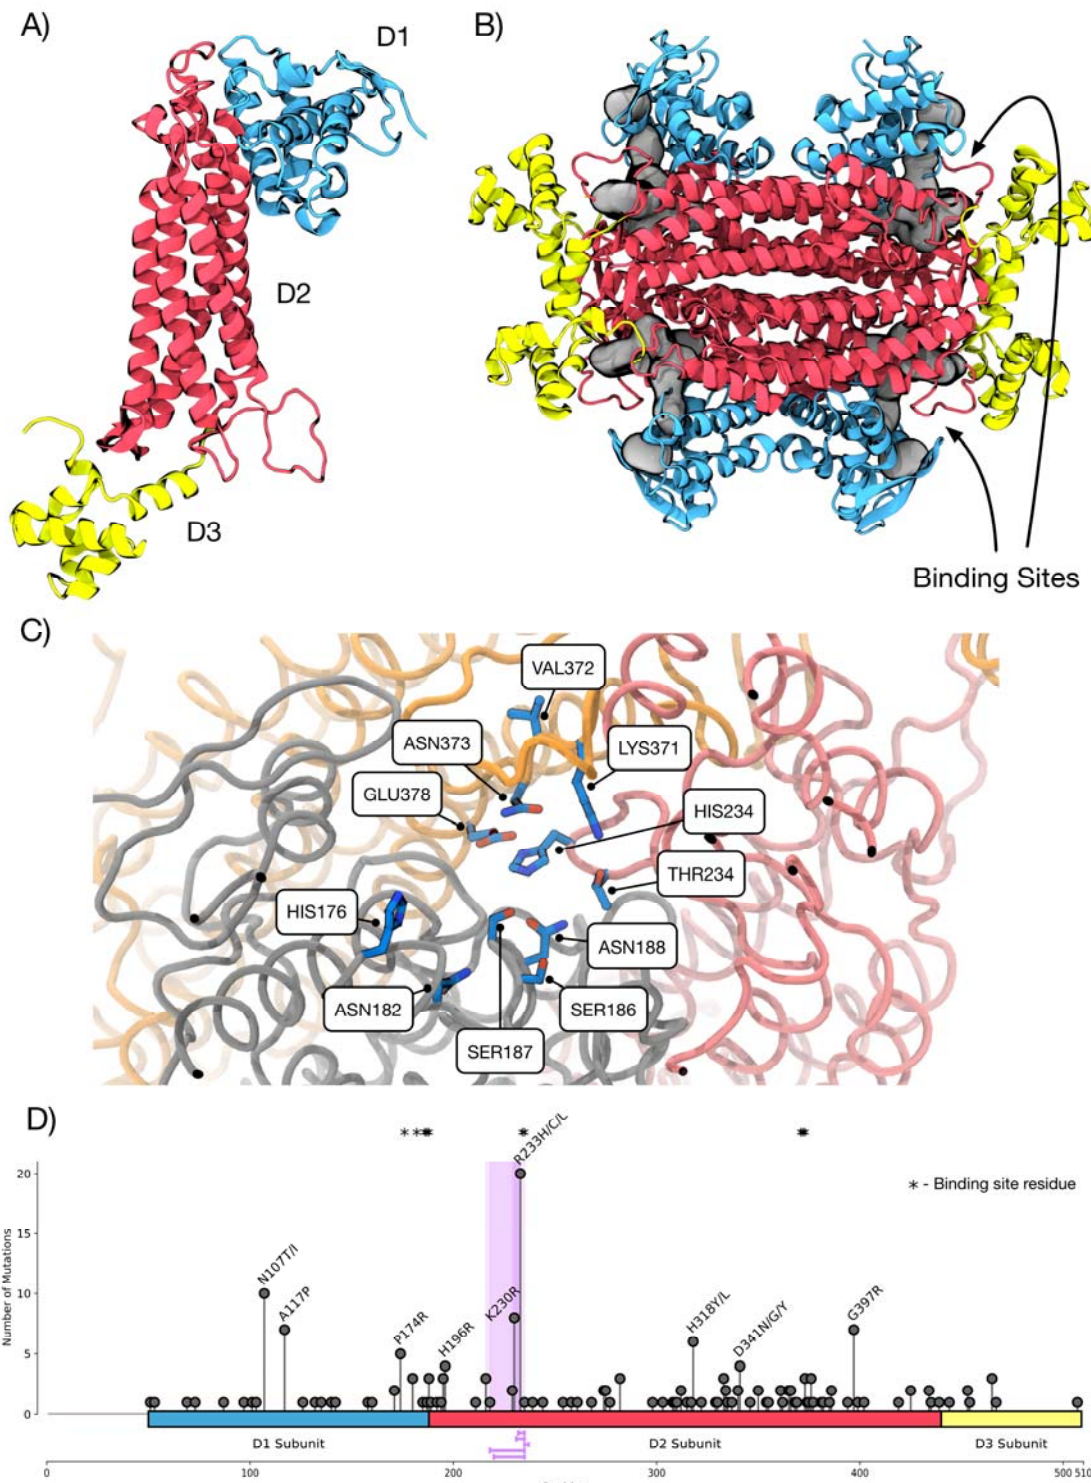 A)
D1
D2
D3
B)
Binding Sites
C)
VAL372
ASN373
LYS371
GLU378
HIS234
THR234
HIS176
ASN188
ASN182
SER186
SER187
D)
* * **
*
*
R233H/C/L
* - Binding site residue
20
15
10
5
0
Number of Mutations
N107T/I
A117P
P174R
H196R
K230R
H318Y/L
D341N/G/Y
G397R
D1 Subunit
D2 Subunit
D3 Subunit
0
100
200
300
400
500 510